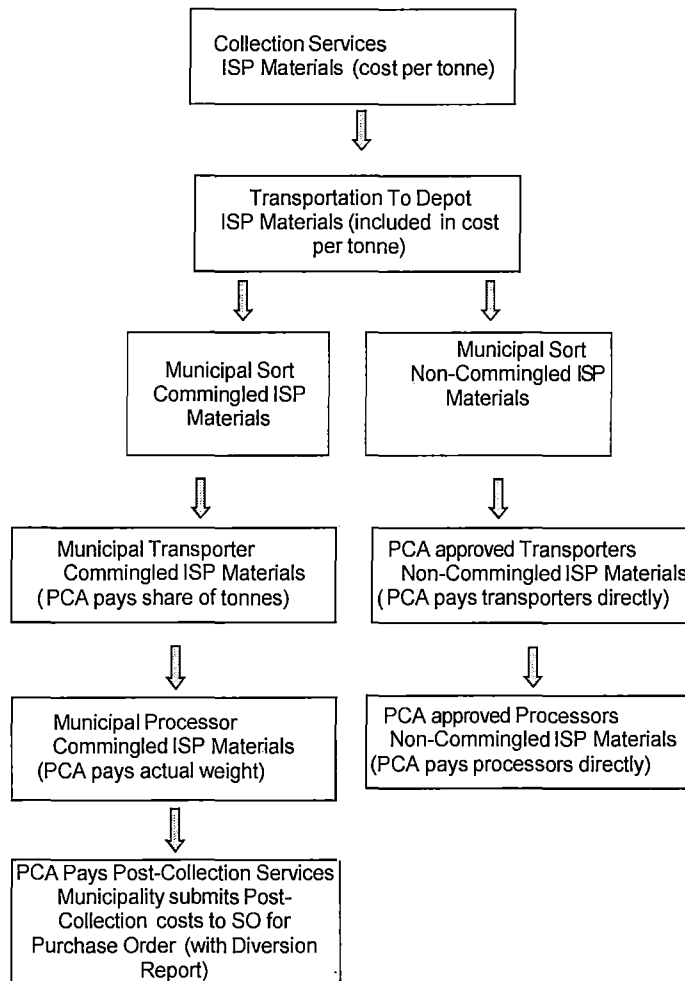 Collection Services
ISP Materials (cost per tonne)
Transportation To Depot
ISP Materials (included in cost
per tonne)
Municipal Sort
Commingled ISP
Materials
Municipal Sort
Non-Commingled ISP
Materials
Municipal Transporter
Commingled ISP Materials
(PCA pays share of tonnes)
PCA approved Transporters
Non-Commingled ISP Materials
(PCA pays transporters directly)
Municipal Processor
Commingled ISP Materials
(PCA pays actual weight)
PCA approved Processors
Non-Commingled ISP Materials
(PCA pays processors directly)
PCA Pays Post-Collection Services
Municipality submits Post-
Collection costs to SO for
Purchase Order (with Diversion
Report)